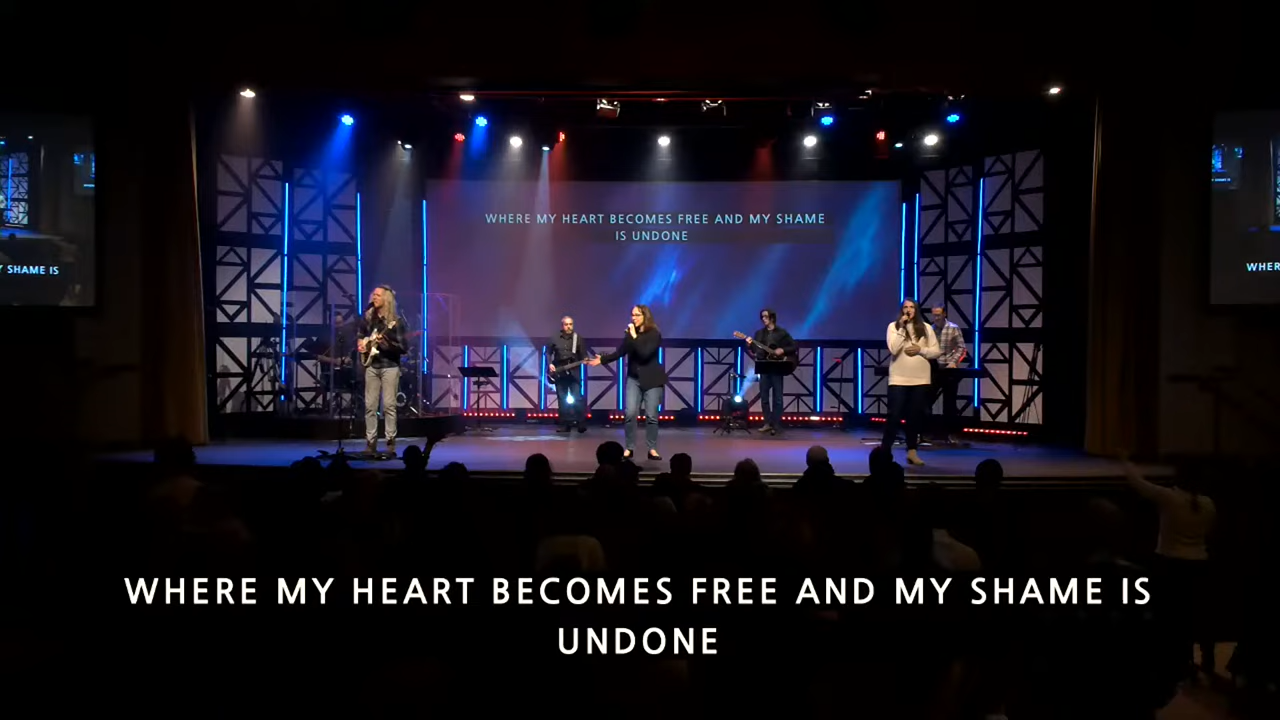 WHERE MY HEART BECOMES FREE AND MY SHAME
IS UNDONE
SHAME IS
WHER
WHERE MY HEART BECOMES FREE AND MY SHAME IS
UNDONE